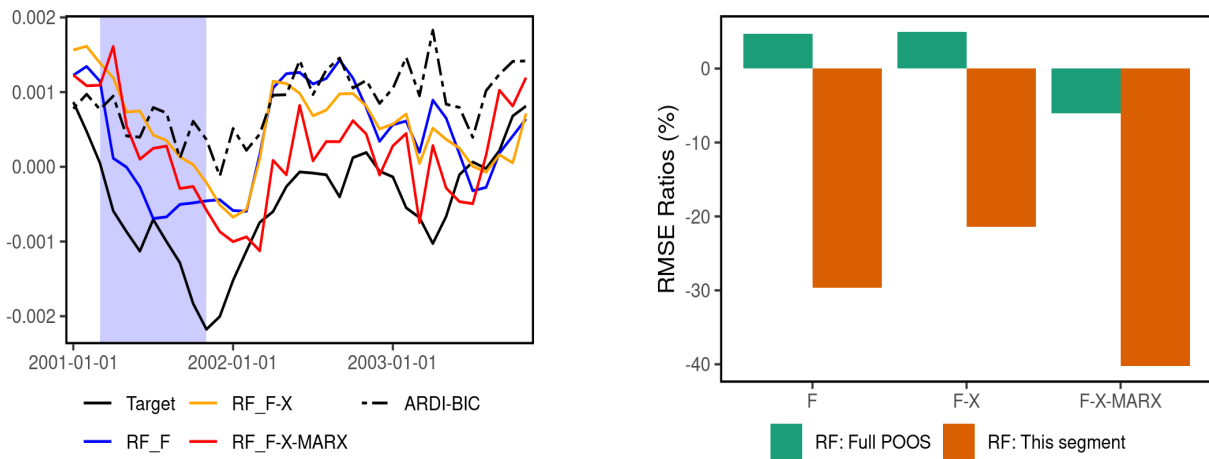 0.002
0.001
0.000
-0.001
-0.002
2001-01-01 2002-01-01 2003-01-01
Target RF_F-X ARDI-BIC
RF_F RF_F-X-MARX
RMSE Ratios (%)
0
-10
-20
-30
-40
F F-X F-X-MARX
RF: Full POOS RF: This segment